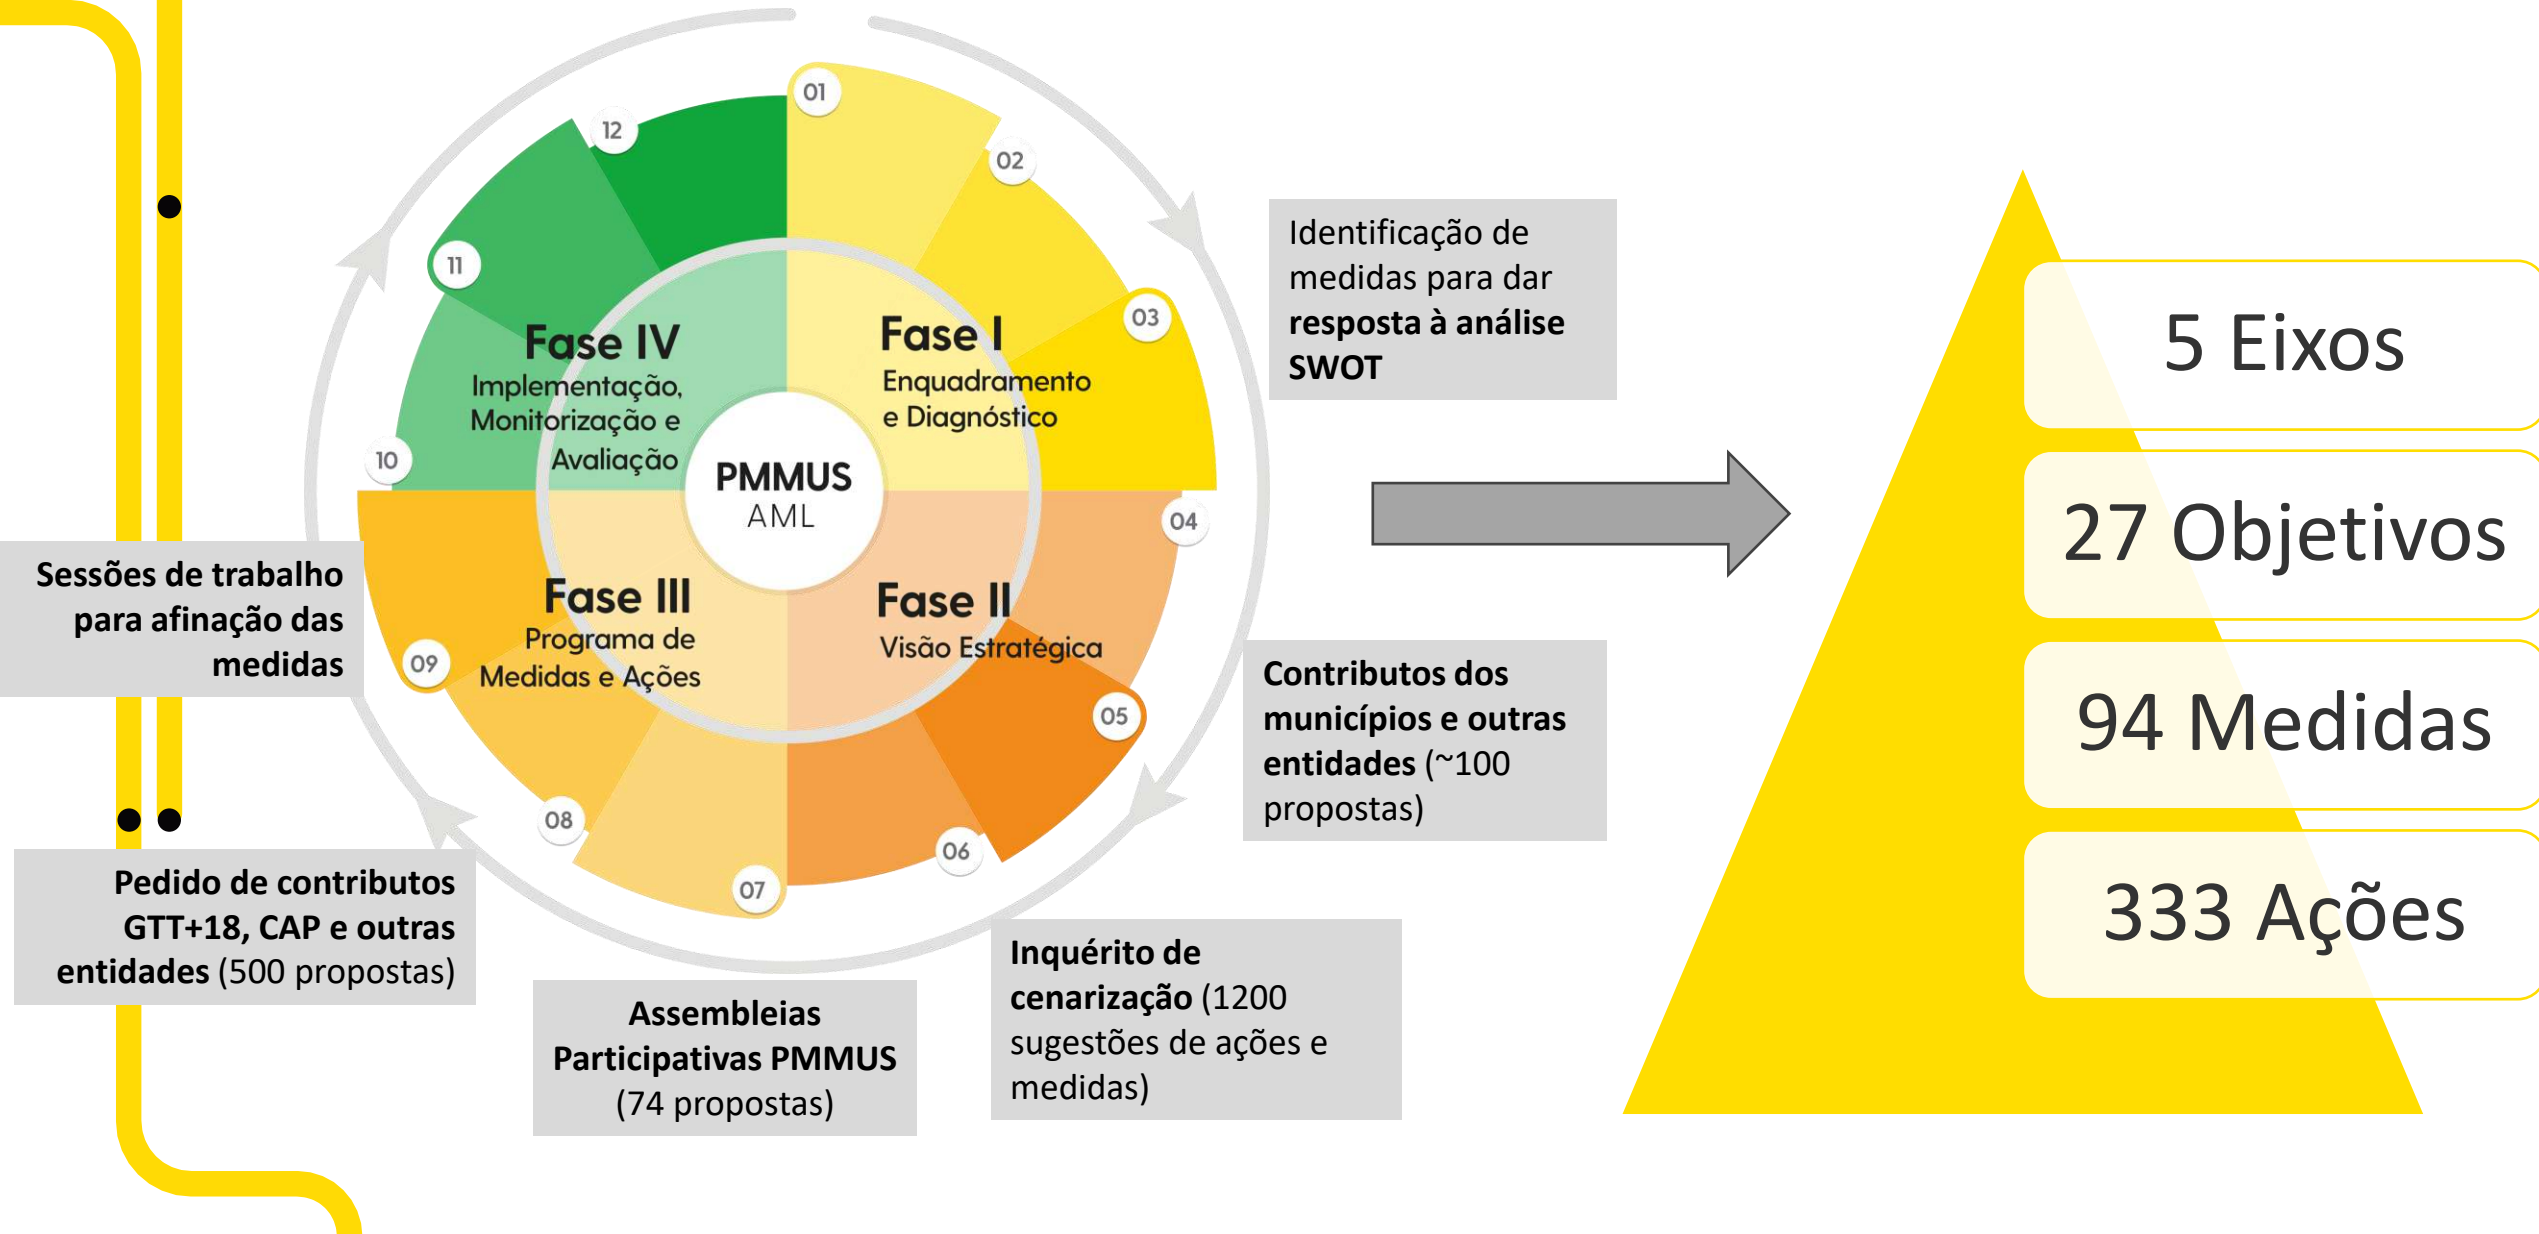 01
02
03
04
05
06
07
08
09
10
11
12
Fase I
Enquadramento
e Diagnóstico
Fase II
Visão Estratégica
Fase III
Programa de
Medidas e Ações
Fase IV
Implementação,
Monitorização e
Avaliação
PMMUS
AML
Identificação de
medidas para dar
resposta à análise
SWOT
Contributos dos
municípios e outras
entidades (~100
propostas)
Inquérito de
cenarização (1200
sugestões de ações e
medidas)
Assembleias
Participativas PMMUS
(74 propostas)
Pedido de contributos
GTT+18, CAP e outras
entidades (500 propostas)
Sessões de trabalho
para afinação das
medidas
5 Eixos
27 Objetivos
94 Medidas
333 Ações